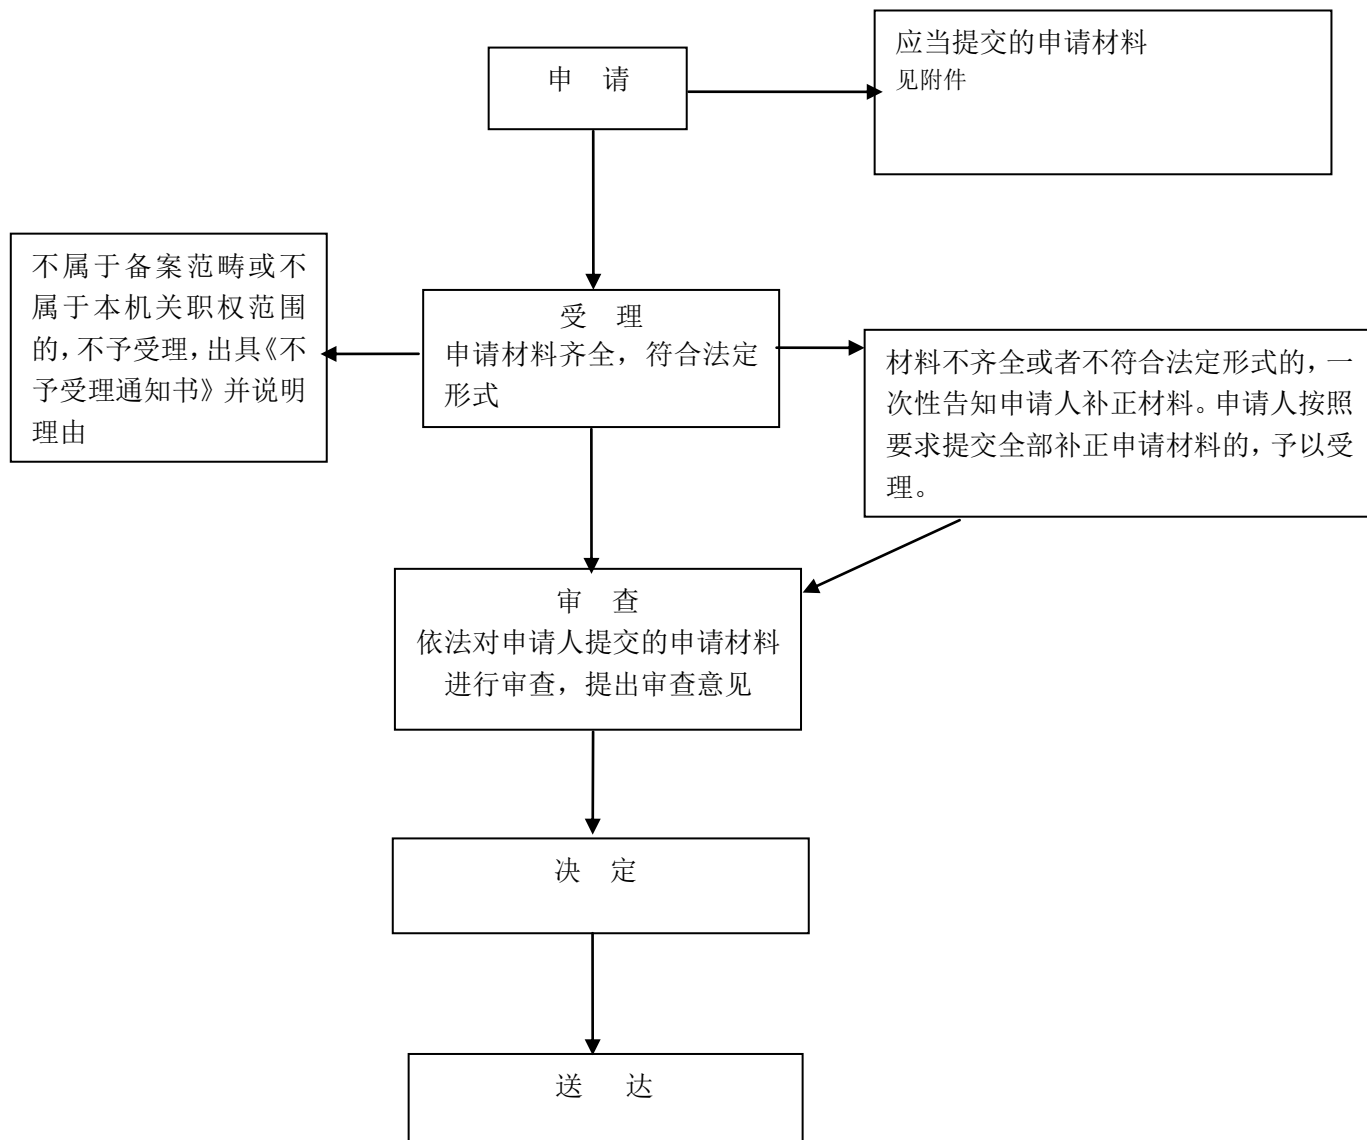 申 请
应当提交的申请材料
见附件
不属于备案范畴或不
属于本机关职权范围
的，不予受理，出具《不
予受理通知书》并说明
理由
受 理
申请材料齐全，符合法定
形式
材料不齐全或者不符合法定形式的，一
次性告知申请人补正材料。申请人按照
要求提交全部补正申请材料的，予以受
理。
审 查
依法对申请人提交的申请材料
进行审查，提出审查意见
决 定
送 达